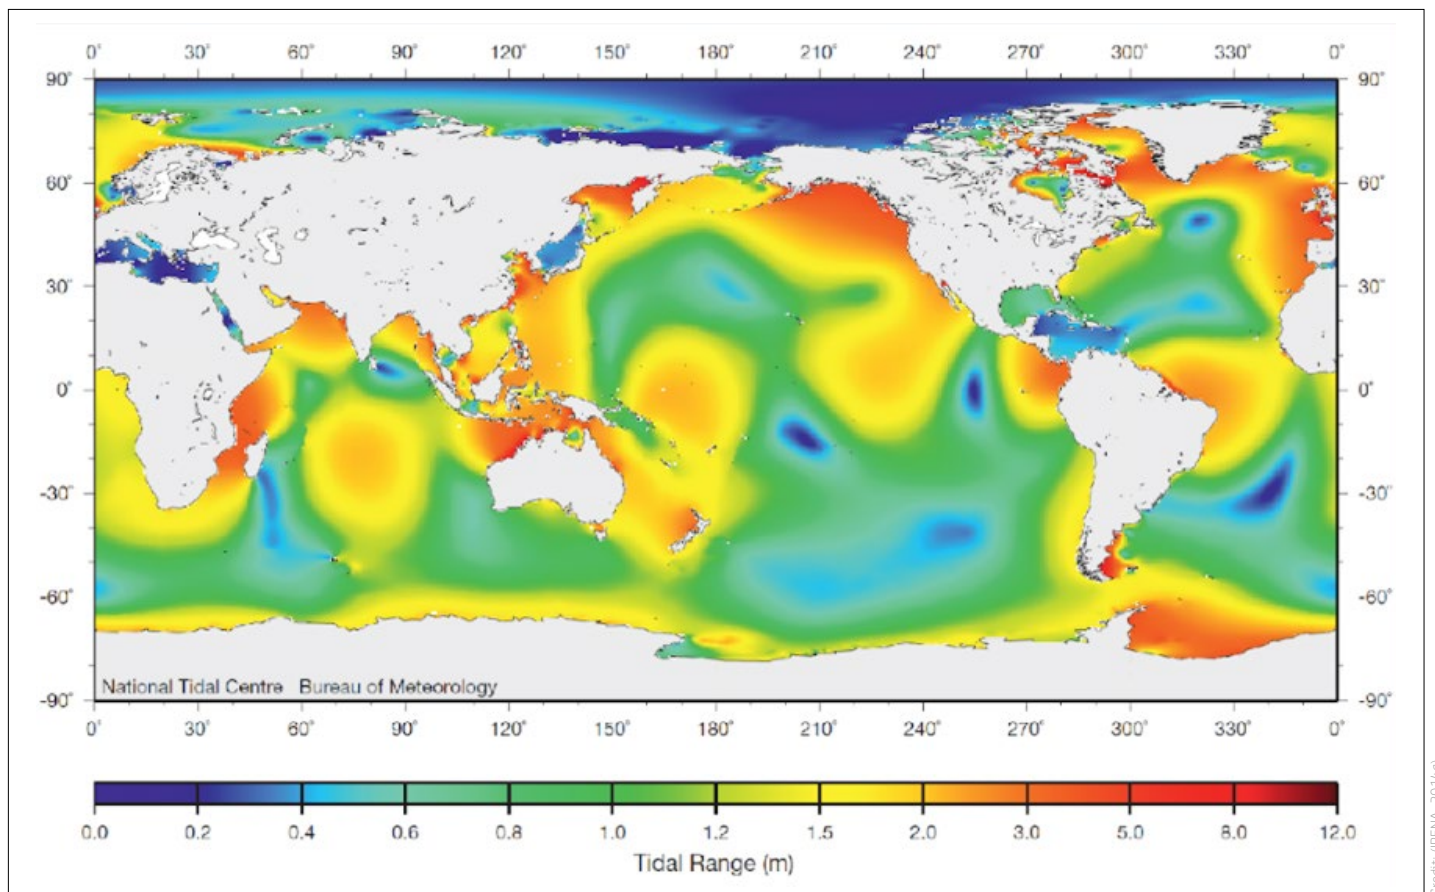 0° 30° 60° 90° 120° 150° 180° 210° 240° 270° 300° 330° 0°
90° 90°
60° 60°
30° 30°
0° 0°
-30° -30°
-60° -60°
National Tidal Centre Bureau of Meteorology
-90° -90°
0° 30° 60° 90° 120° 150° 180° 210° 240° 270° 300° 330° 0°
0.0 0.2 0.4 0.6 0.8 1.0 1.2 1.5 2.0 3.0 5.0 8.0 12.0
Tidal Range (m)